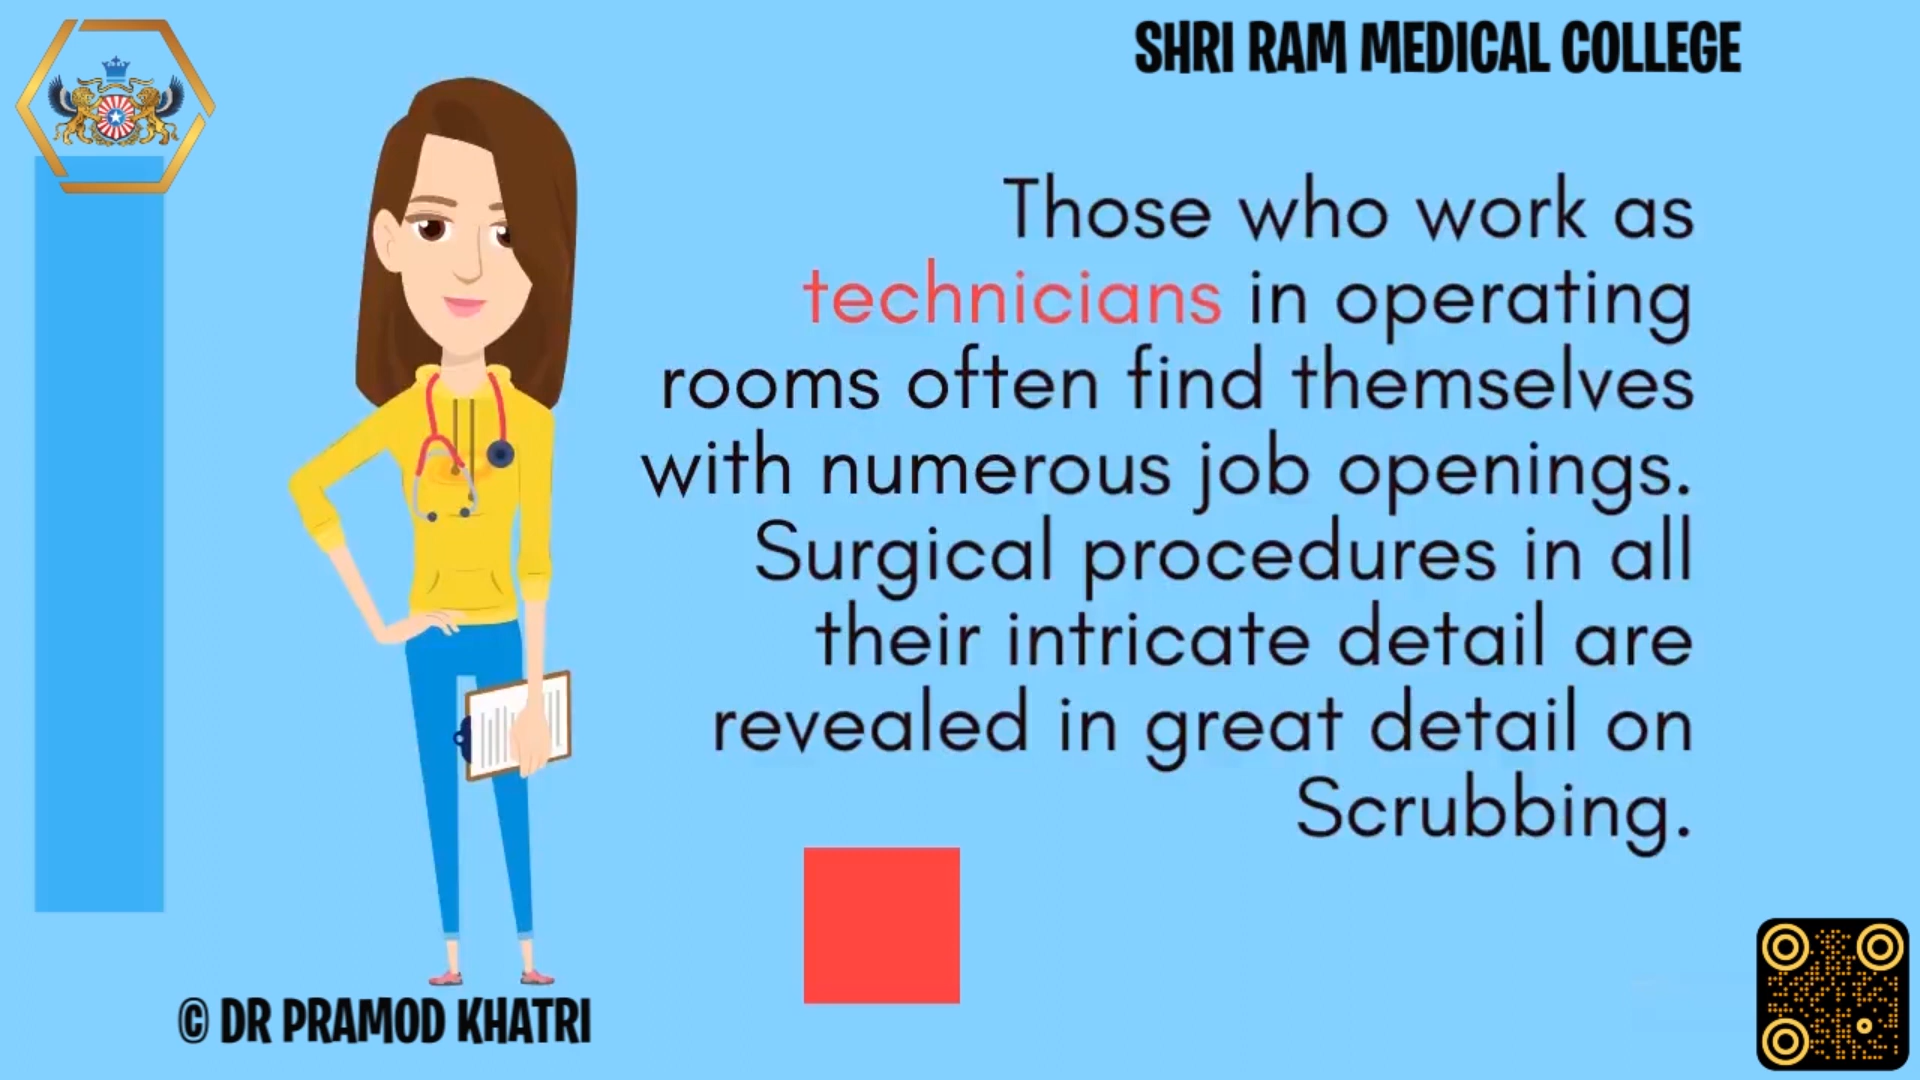 SHRI RAM MEDICAL COLLEGE
Those who work as
technicians in operating
rooms often find themselves
with numerous job openings.
Surgical procedures in all
their intricate detail are
revealed in great detail on
Scrubbing.
© DR PRAMOD KHATRI